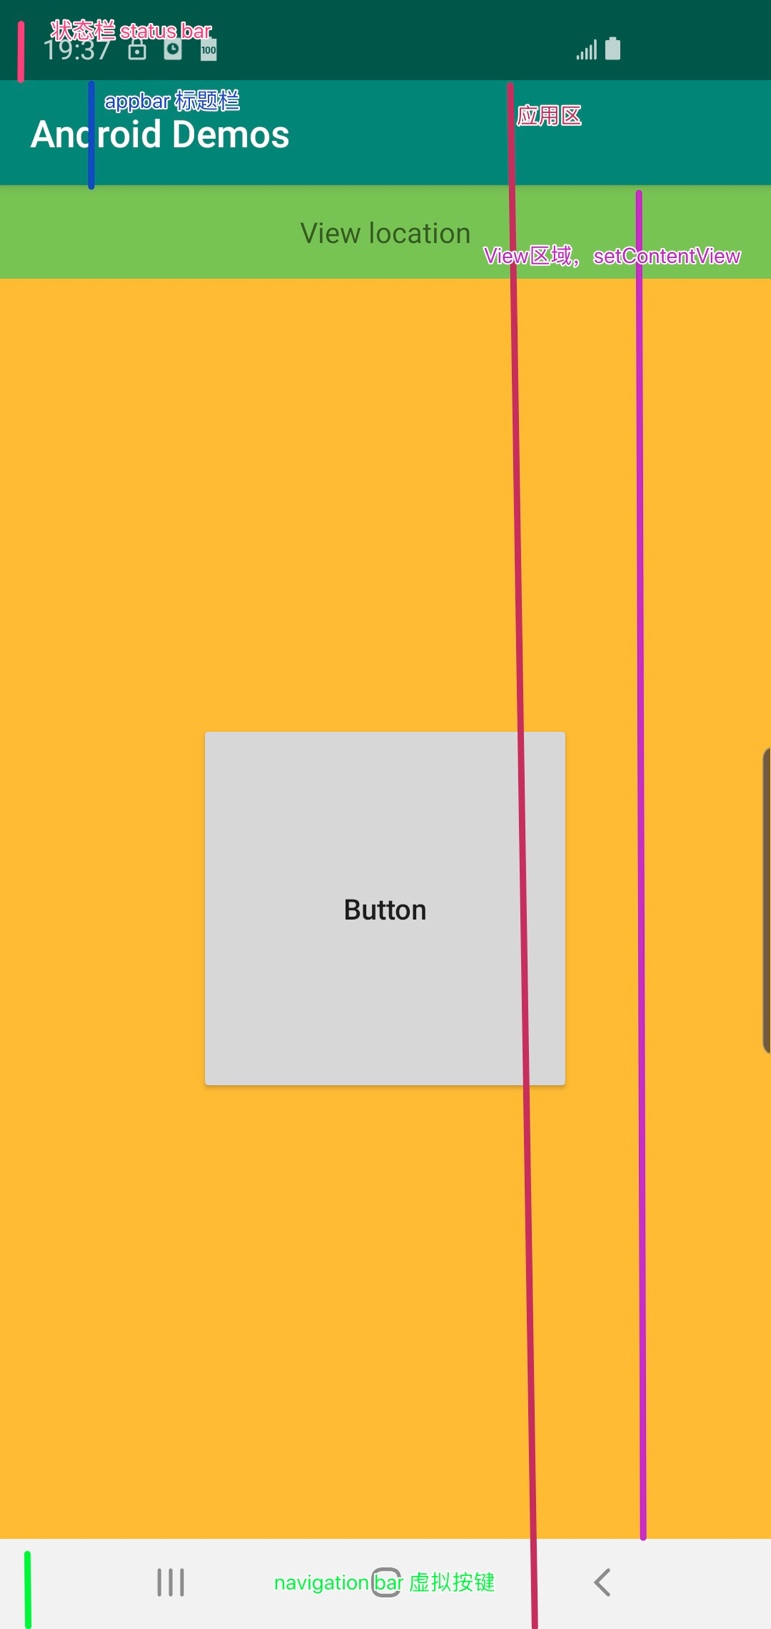 状态栏 status bar
19:37
100
appbar 标题栏
应用区
Android Demos
View location
View区域，setContentView
Button
navigation bar 虚拟按键